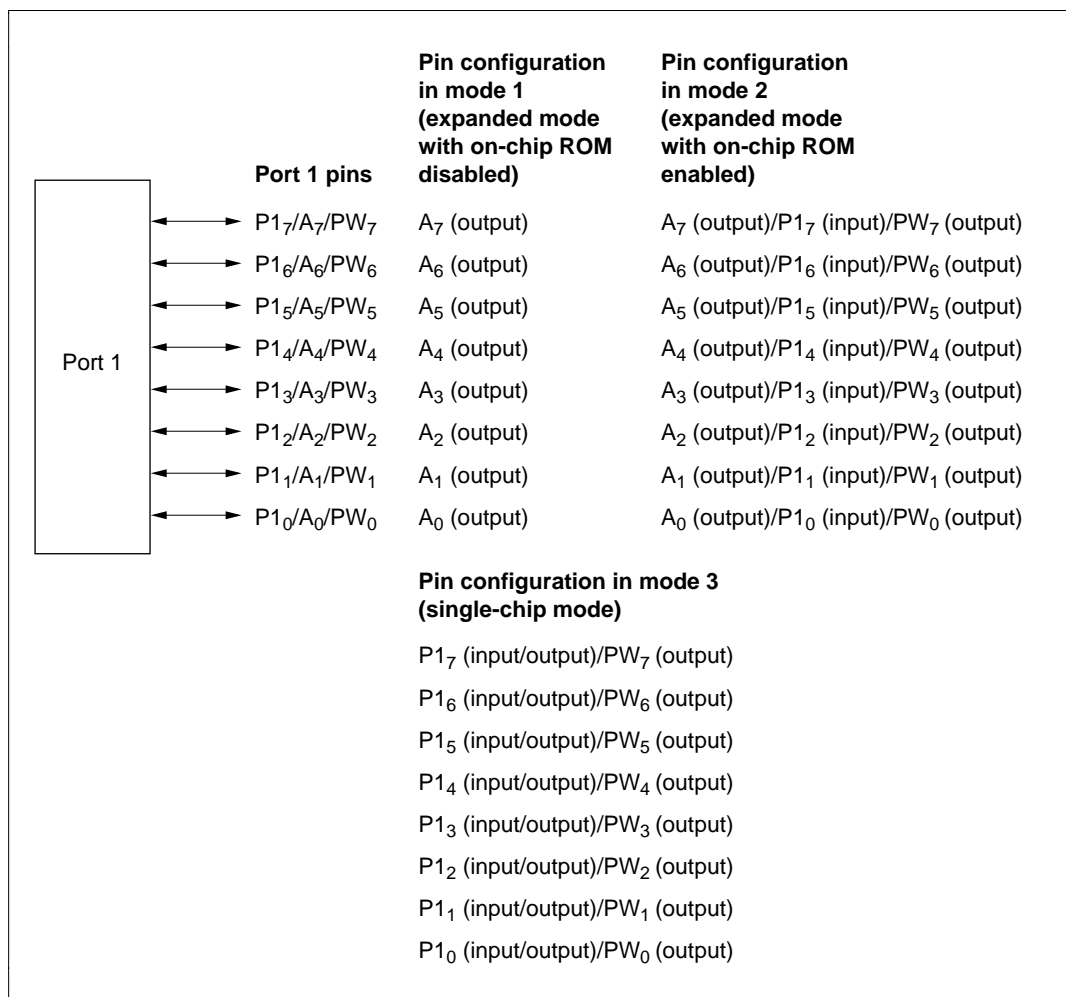 Pin configuration
in mode 1
(expanded mode
with on-chip ROM
disabled)
Pin configuration
in mode 2
(expanded mode
with on-chip ROM
enabled)
Port 1 pins
Port 1
P1₇/A₇/PW₇ A₇ (output) A₇ (output)/P1₇ (input)/PW₇ (output)
P1₆/A₆/PW₆ A₆ (output) A₆ (output)/P1₆ (input)/PW₆ (output)
P1₅/A₅/PW₅ A₅ (output) A₅ (output)/P1₅ (input)/PW₅ (output)
P1₄/A₄/PW₄ A₄ (output) A₄ (output)/P1₄ (input)/PW₄ (output)
P1₃/A₃/PW₃ A₃ (output) A₃ (output)/P1₃ (input)/PW₃ (output)
P1₂/A₂/PW₂ A₂ (output) A₂ (output)/P1₂ (input)/PW₂ (output)
P1₁/A₁/PW₁ A₁ (output) A₁ (output)/P1₁ (input)/PW₁ (output)
P1₀/A₀/PW₀ A₀ (output) A₀ (output)/P1₀ (input)/PW₀ (output)
Pin configuration in mode 3
(single-chip mode)
P1₇ (input/output)/PW₇ (output)
P1₆ (input/output)/PW₆ (output)
P1₅ (input/output)/PW₅ (output)
P1₄ (input/output)/PW₄ (output)
P1₃ (input/output)/PW₃ (output)
P1₂ (input/output)/PW₂ (output)
P1₁ (input/output)/PW₁ (output)
P1₀ (input/output)/PW₀ (output)